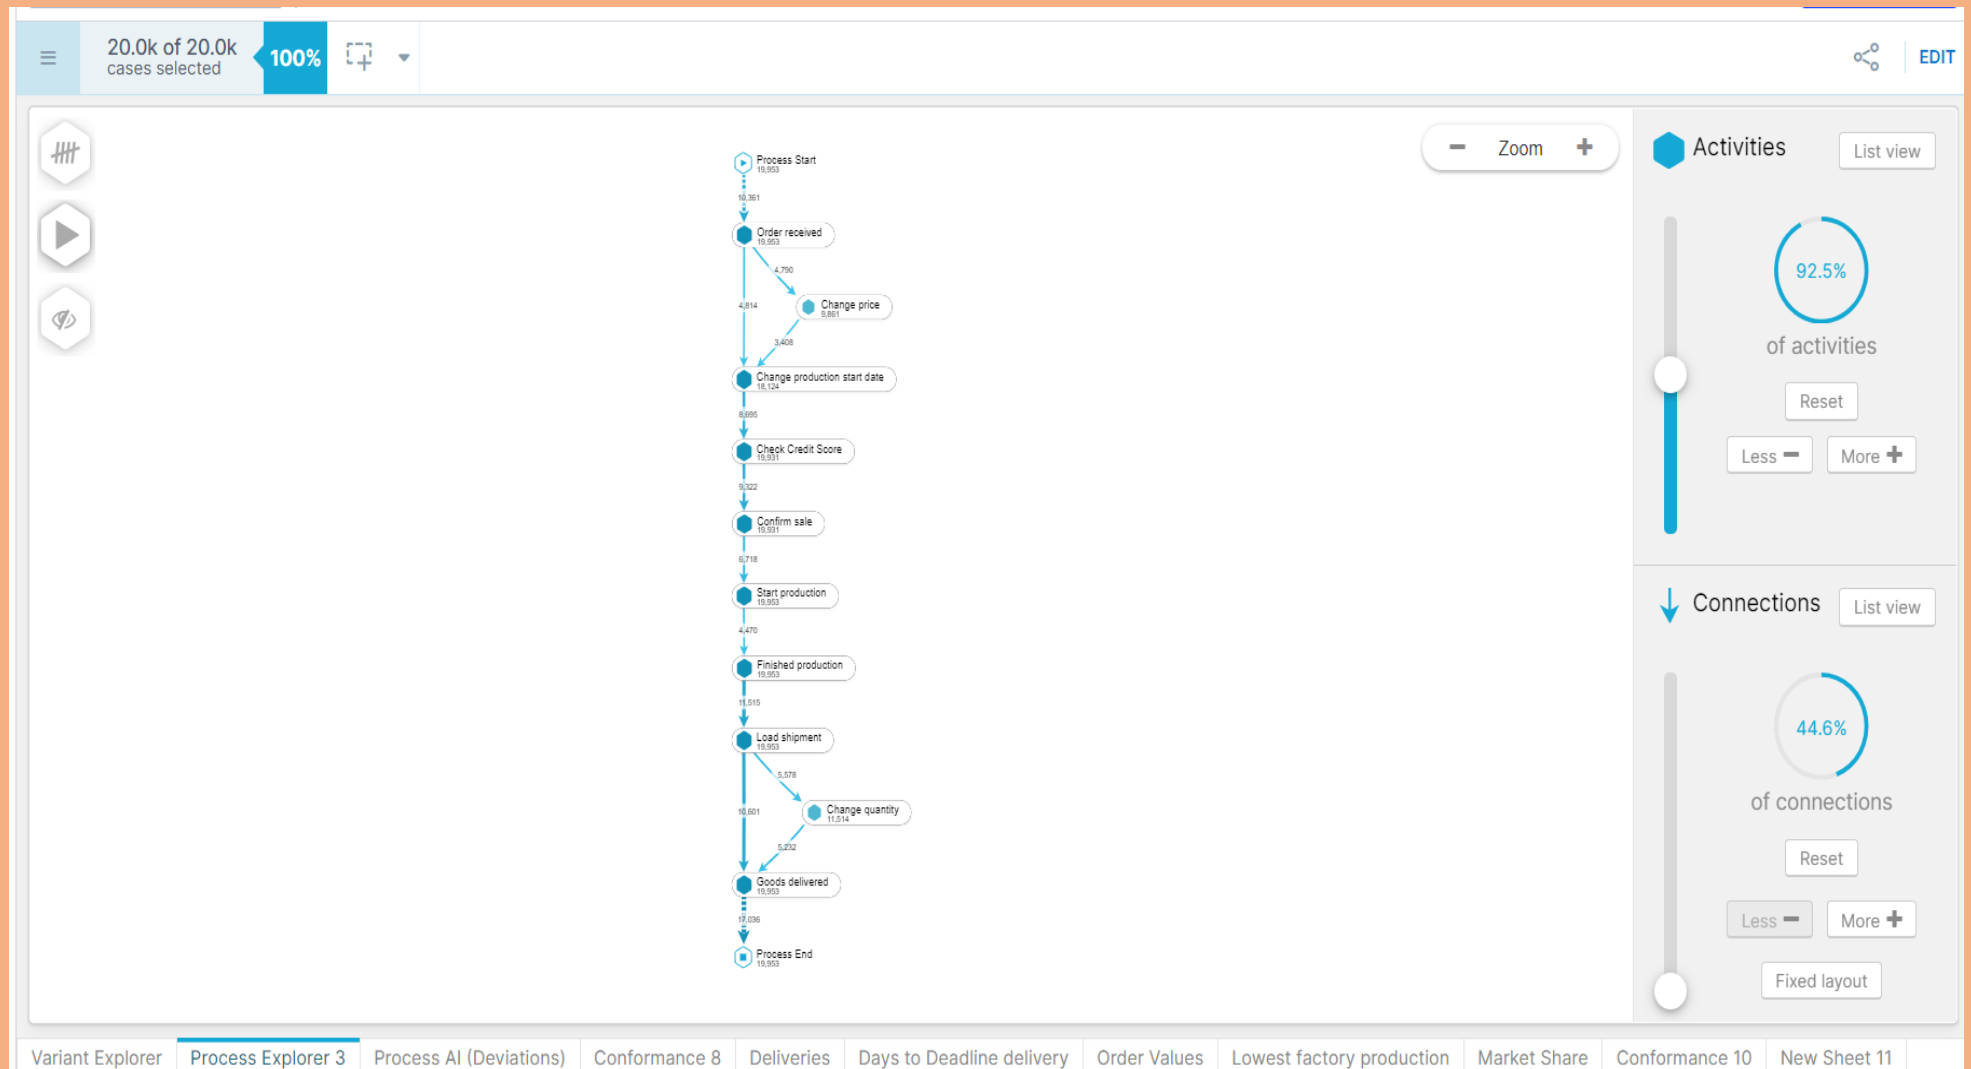 20.0k of 20.0k
cases selected
100%
EDIT
Zoom
Process Start
19,953
10,361
Order received
19,953
4,790
4,814
Change price
9,861
3,408
Change production start date
18,124
8,695
Check Credit Score
19,931
9,322
Confirm sale
19,931
6,718
Start production
19,953
4,470
Finished production
19,953
11,515
Load shipment
19,953
5,578
10,601
Change quantity
11,514
5,232
Goods delivered
19,953
17,036
Process End
19,953
Activities
List view
92.5%
of activities
Reset
Less −
More +
Connections
List view
44.6%
of connections
Reset
Less −
More +
Fixed layout
Variant Explorer
Process Explorer 3
Process AI (Deviations)
Conformance 8
Deliveries
Days to Deadline delivery
Order Values
Lowest factory production
Market Share
Conformance 10
New Sheet 11